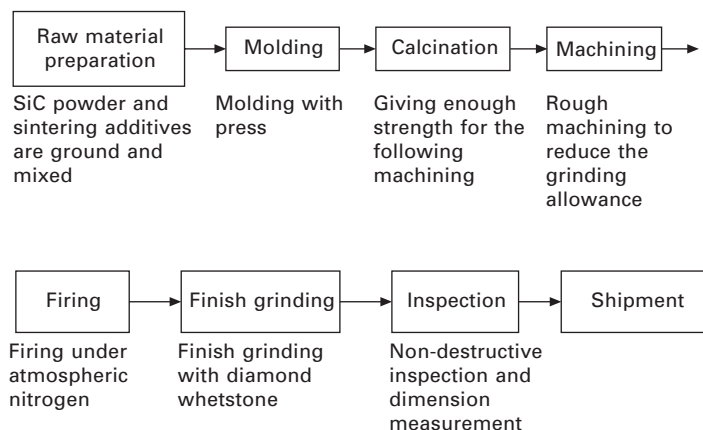 Raw material
preparation
Molding
Calcination
Machining
SiC powder and
sintering additives
are ground and
mixed
Molding with
press
Giving enough
strength for the
following
machining
Rough
machining to
reduce the
grinding
allowance
Firing
Finish grinding
Inspection
Shipment
Firing under
atmospheric
nitrogen
Finish grinding
with diamond
whetstone
Non-destructive
inspection and
dimension
measurement